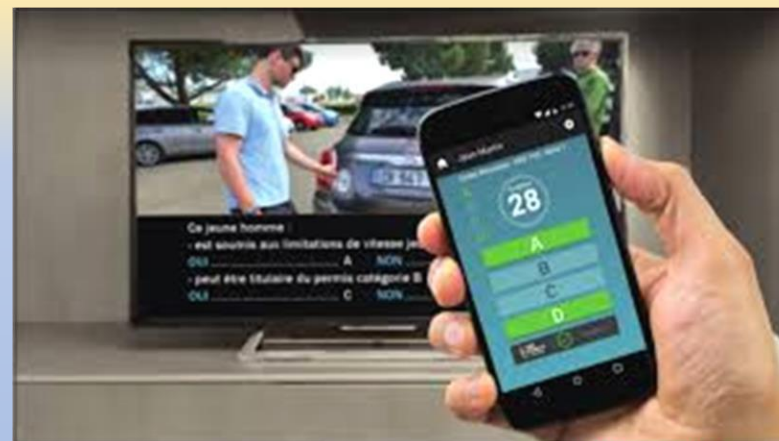 Ce jeune homme :
- est soumis aux limitations de vitesse je
OUI A NON
- peut être titulaire du permis catégorie B
OUI C NON
28
A
B
C
D